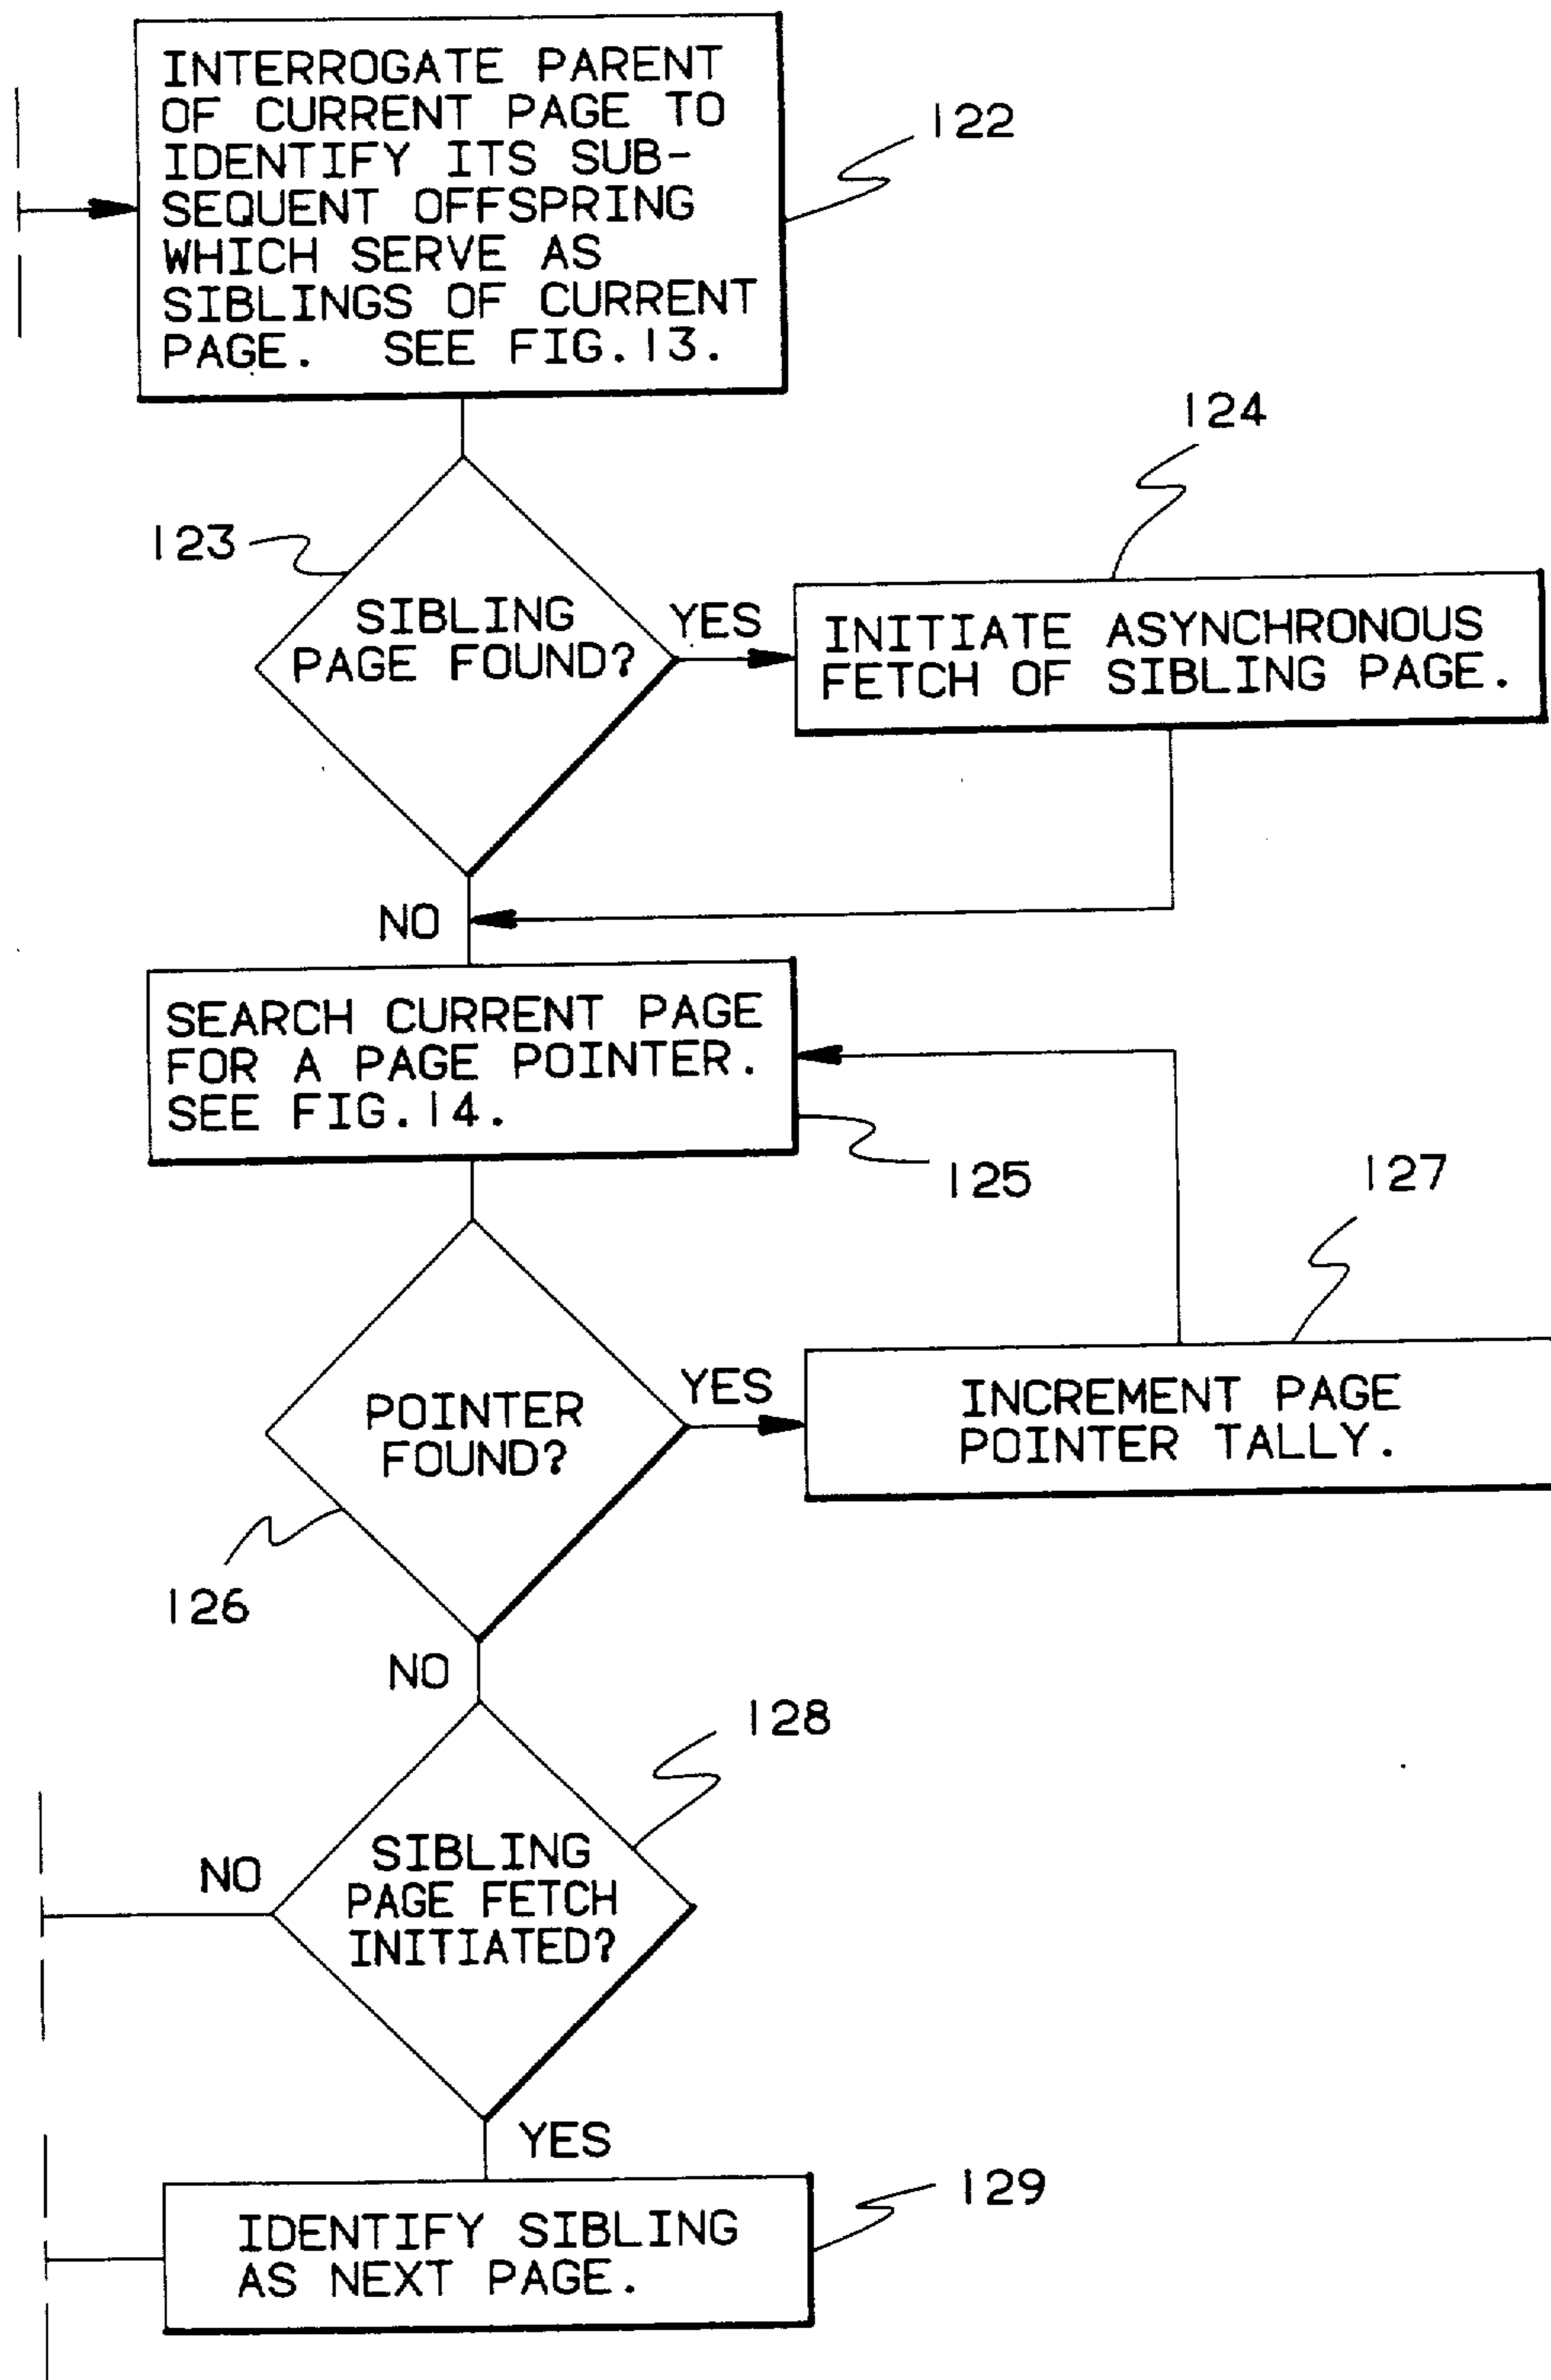 INTERROGATE PARENT
OF CURRENT PAGE TO
IDENTIFY ITS SUB-
SEQUENT OFFSPRING
WHICH SERVE AS
SIBLINGS OF CURRENT
PAGE. SEE FIG.13.
122
124
123
SIBLING
PAGE FOUND?
YES
INITIATE ASYNCHRONOUS
FETCH OF SIBLING PAGE.
NO
SEARCH CURRENT PAGE
FOR A PAGE POINTER.
SEE FIG.14.
125
127
POINTER
FOUND?
YES
INCREMENT PAGE
POINTER TALLY.
126
NO
128
SIBLING
PAGE FETCH
INITIATED?
NO
YES
129
IDENTIFY SIBLING
AS NEXT PAGE.